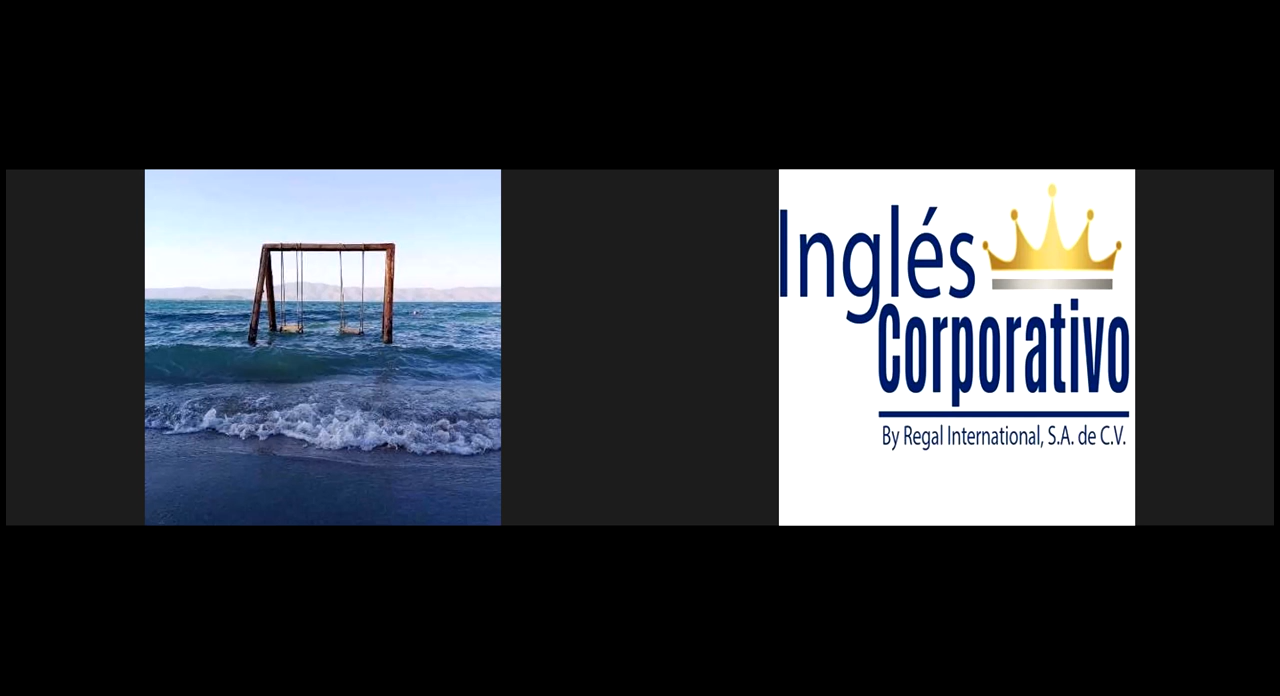 Inglés
Corporativo
By Regal International, S.A. de C.V.